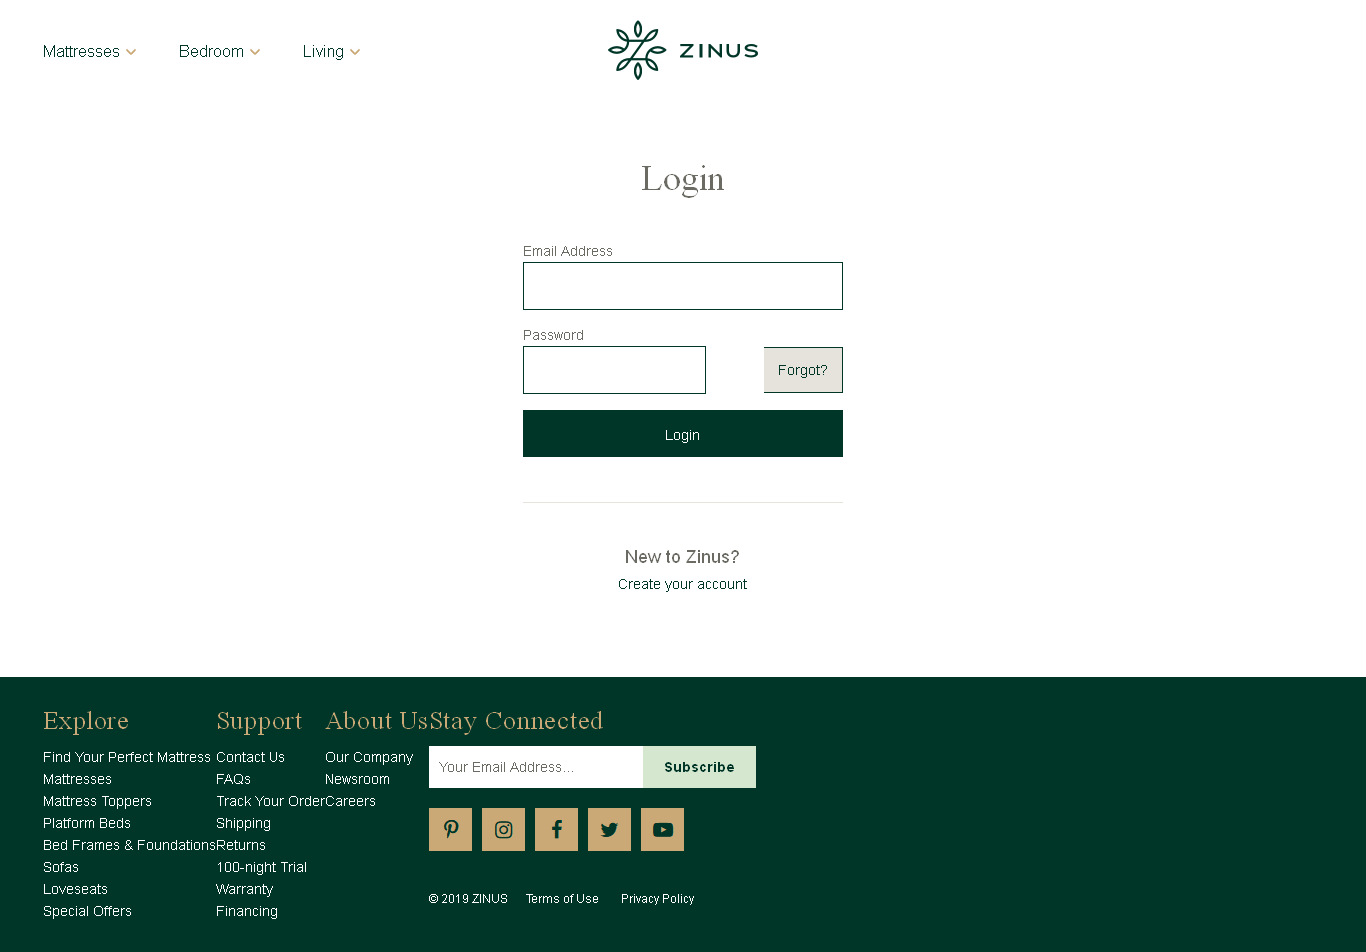 Mattresses Bedroom Living
ZINUS
Login
Email Address
Password
Forgot?
Login
New to Zinus?
Create your account
Explore
Find Your Perfect Mattress
Mattresses
Mattress Toppers
Platform Beds
Bed Frames & Foundations
Sofas
Loveseats
Special Offers
Support
Contact Us
FAQs
Track Your Order
Shipping
Returns
100-night Trial
Warranty
Financing
About Us
Our Company
Newsroom
Careers
Stay Connected
Your Email Address... Subscribe
© 2019 ZINUS Terms of Use Privacy Policy